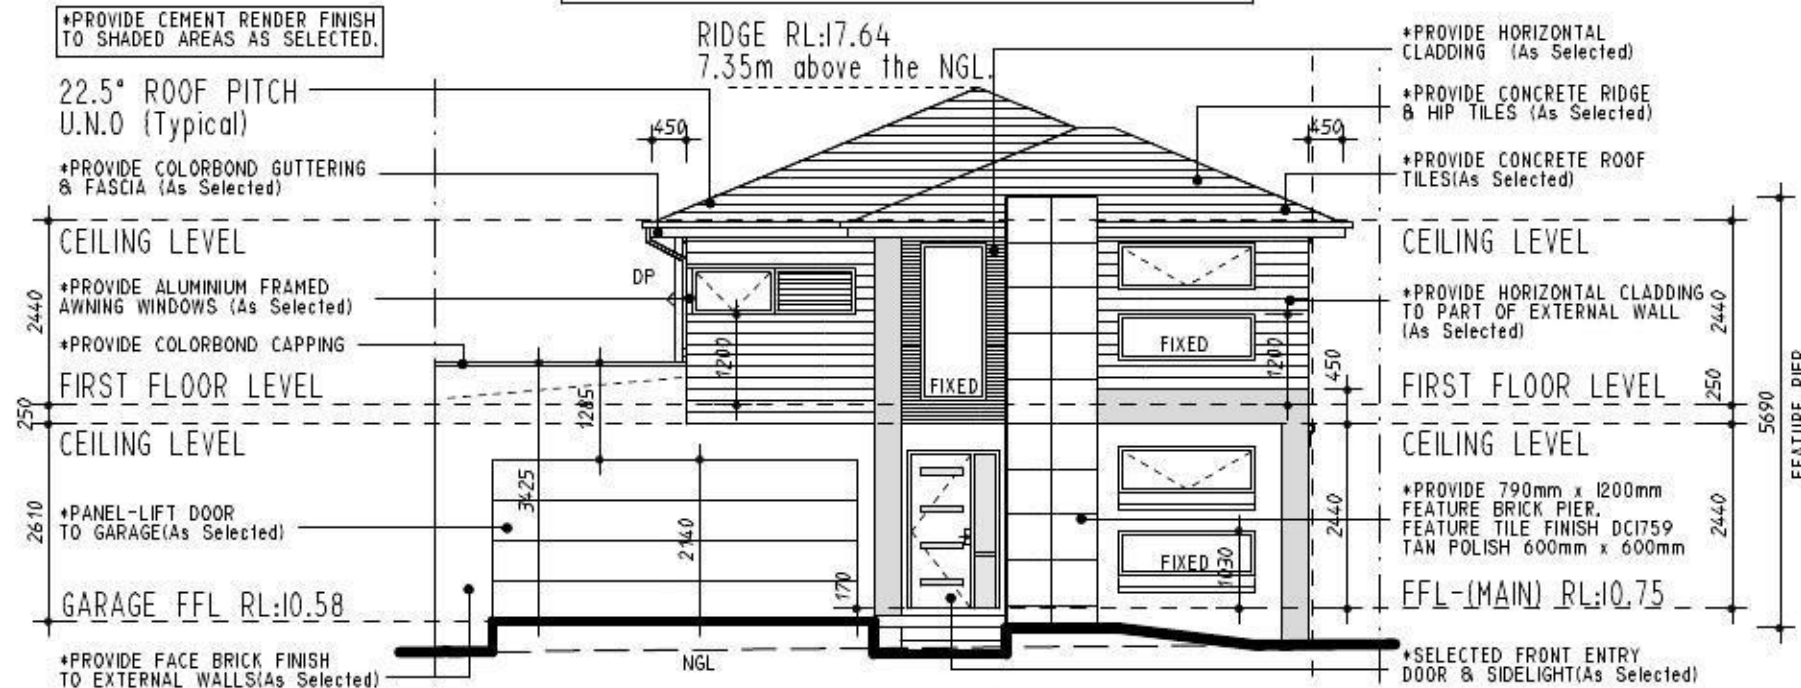 *PROVIDE CEMENT RENDER FINISH
TO SHADED AREAS AS SELECTED.
RIDGE RL:17.64
7.35m above the NGL.
22.5° ROOF PITCH
U.N.O (Typical)
*PROVIDE COLORBOND GUTTERING
& FASCIA (As Selected)
CEILING LEVEL
*PROVIDE ALUMINIUM FRAMED
AWNING WINDOWS (As Selected)
*PROVIDE COLORBOND CAPPING
FIRST FLOOR LEVEL
CEILING LEVEL
*PANEL-LIFT DOOR
TO GARAGE(As Selected)
GARAGE FFL RL:10.58
*PROVIDE FACE BRICK FINISH
TO EXTERNAL WALLS(As Selected)
2440
250
2610
450
DP
1200
1285
3425
2140
170
NGL
FIXED
FIXED
FIXED
1200
1030
450
450
2440
*PROVIDE HORIZONTAL
CLADDING (As Selected)
*PROVIDE CONCRETE RIDGE
& HIP TILES (As Selected)
*PROVIDE CONCRETE ROOF
TILES(As Selected)
CEILING LEVEL
*PROVIDE HORIZONTAL CLADDING
TO PART OF EXTERNAL WALL
(As Selected)
FIRST FLOOR LEVEL
CEILING LEVEL
*PROVIDE 790mm x 1200mm
FEATURE BRICK PIER.
FEATURE TILE FINISH DC1759
TAN POLISH 600mm x 600mm
FFL-(MAIN) RL:10.75
*SELECTED FRONT ENTRY
DOOR & SIDELIGHT(As Selected)
2440
250
2440
5690
FEATURE PIER